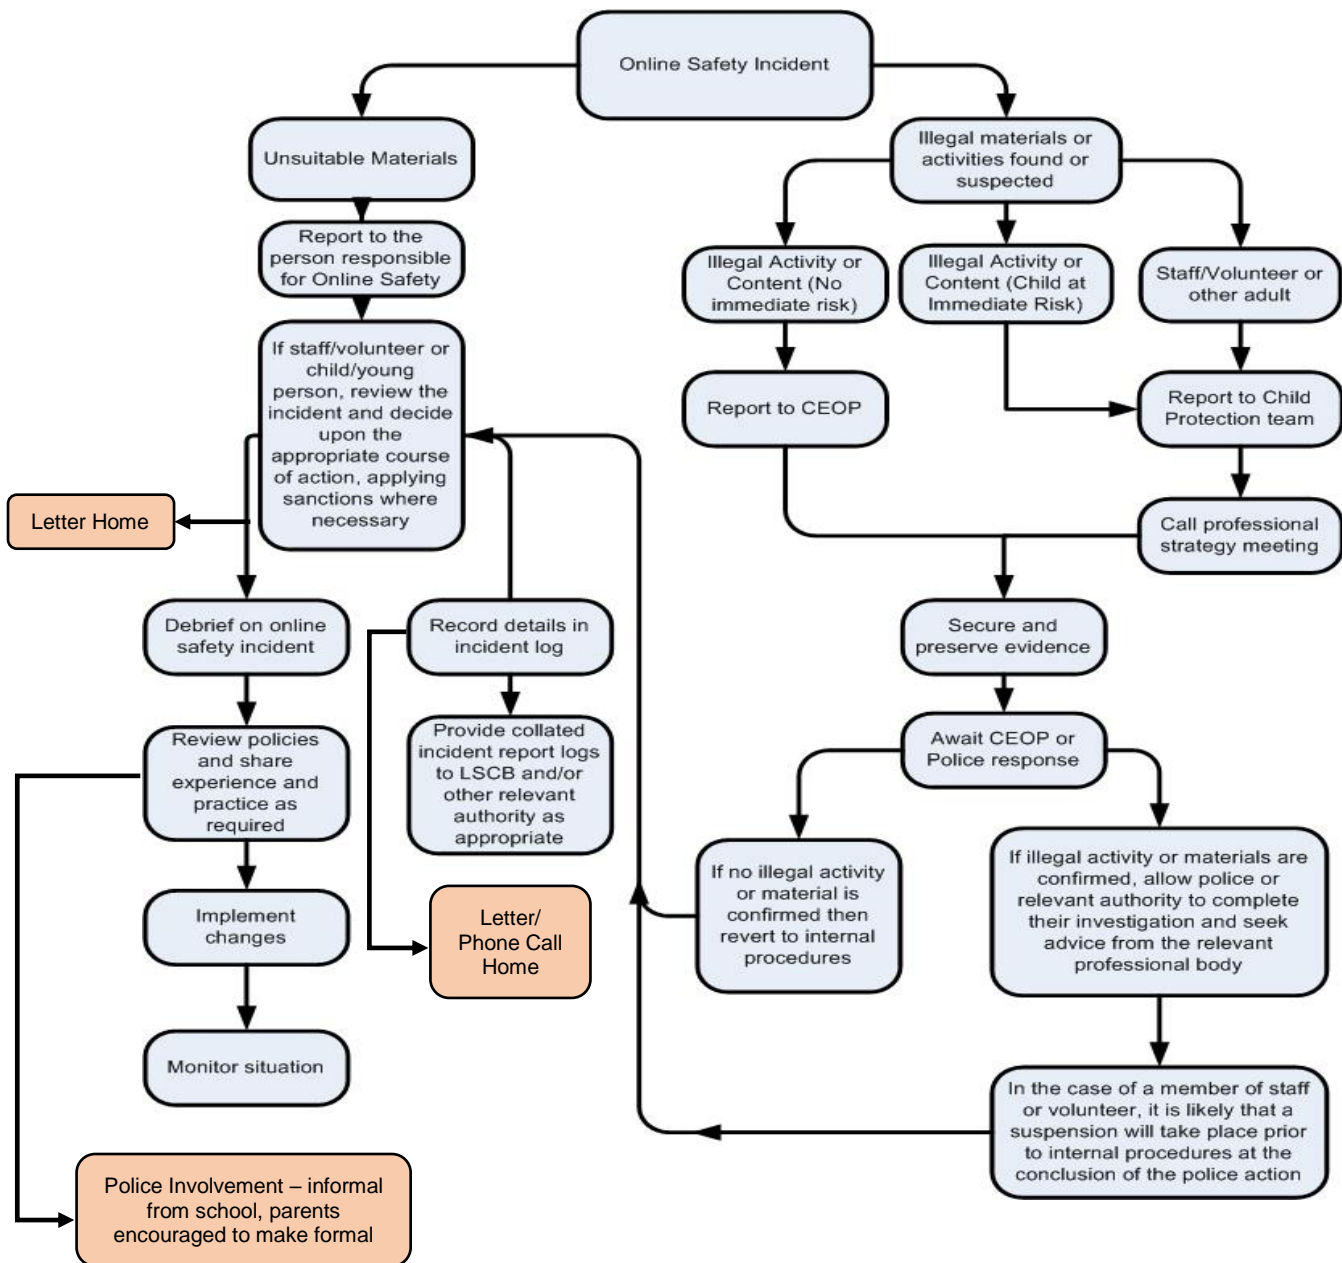 Online Safety Incident
Unsuitable Materials
Illegal materials or
activities found or
suspected
Report to the
person responsible
for Online Safety
Illegal Activity or
Content (No
immediate risk)
Illegal Activity or
Content (Child at
Immediate Risk)
Staff/Volunteer or
other adult
If staff/volunteer or
child/young
person, review the
incident and decide
upon the
appropriate course
of action, applying
sanctions where
necessary
Report to CEOP
Report to Child
Protection team
Letter Home
Call professional
strategy meeting
Debrief on online
safety incident
Record details in
incident log
Secure and
preserve evidence
Review policies
and share
experience and
practice as
required
Provide collated
incident report logs
to LSCB and/or
other relevant
authority as
appropriate
Await CEOP or
Police response
If no illegal activity
or material is
confirmed then
revert to internal
procedures
If illegal activity or materials are
confirmed, allow police or
relevant authority to complete
their investigation and seek
advice from the relevant
professional body
Implement
changes
Letter/
Phone Call
Home
Monitor situation
In the case of a member of staff
or volunteer, it is likely that a
suspension will take place prior
to internal procedures at the
conclusion of the police action
Police Involvement – informal
from school, parents
encouraged to make formal